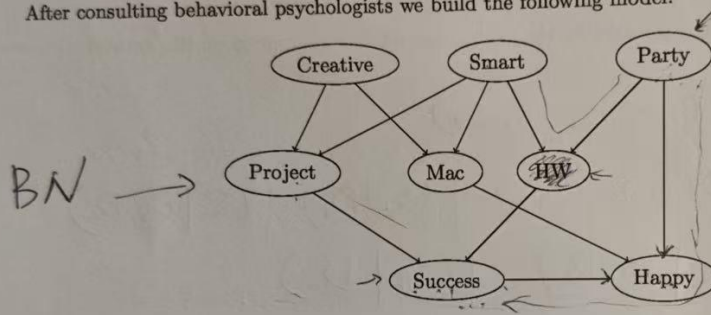 After consulting behavioral psychologists we build the following model.
Creative
Smart
Party
BN
Project
Mac
HW
Success
Happy